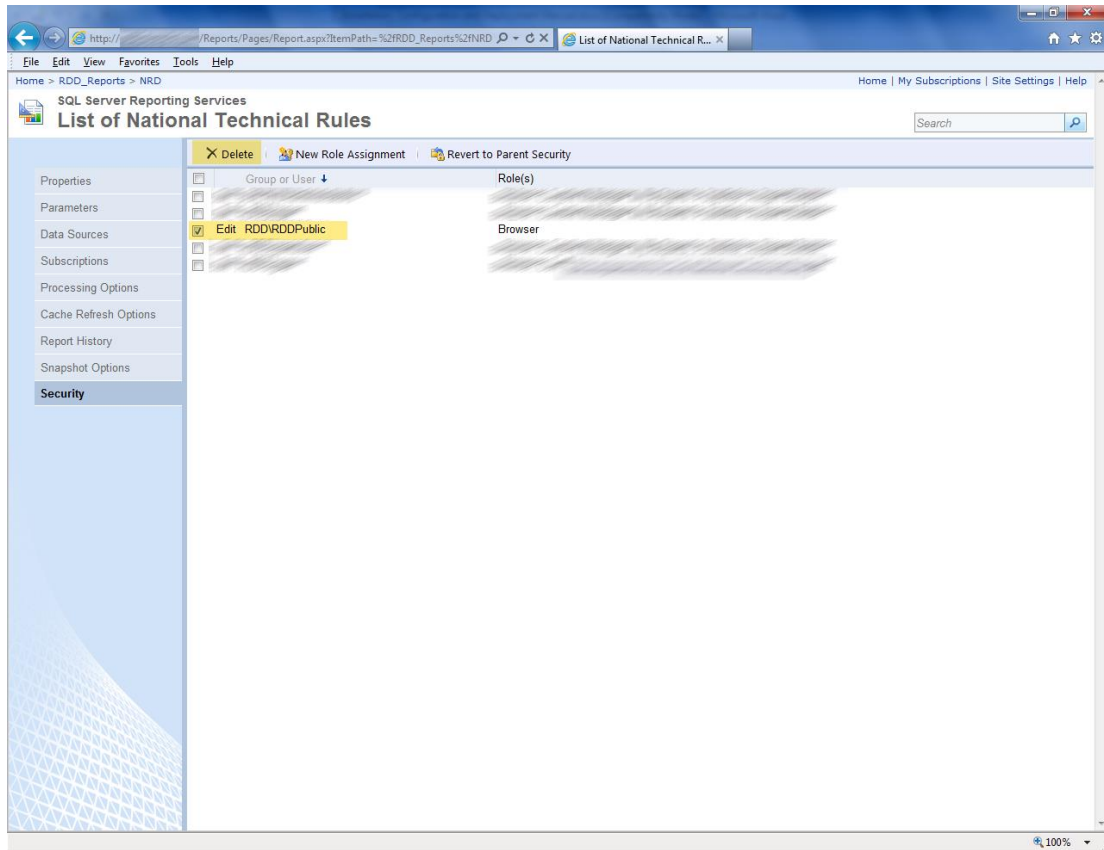 http:// /Reports/Pages/Report.aspx?ItemPath=%2fRDD_Reports%2fNRD
List of National Technical R...
File Edit View Favorites Tools Help
Home > RDD_Reports > NRD
Home | My Subscriptions | Site Settings | Help
SQL Server Reporting Services
List of National Technical Rules
Search
Delete New Role Assignment Revert to Parent Security
Properties
Parameters
Data Sources
Subscriptions
Processing Options
Cache Refresh Options
Report History
Snapshot Options
Security
Group or User Role(s)
Edit RDD\RDDPublic Browser
100%